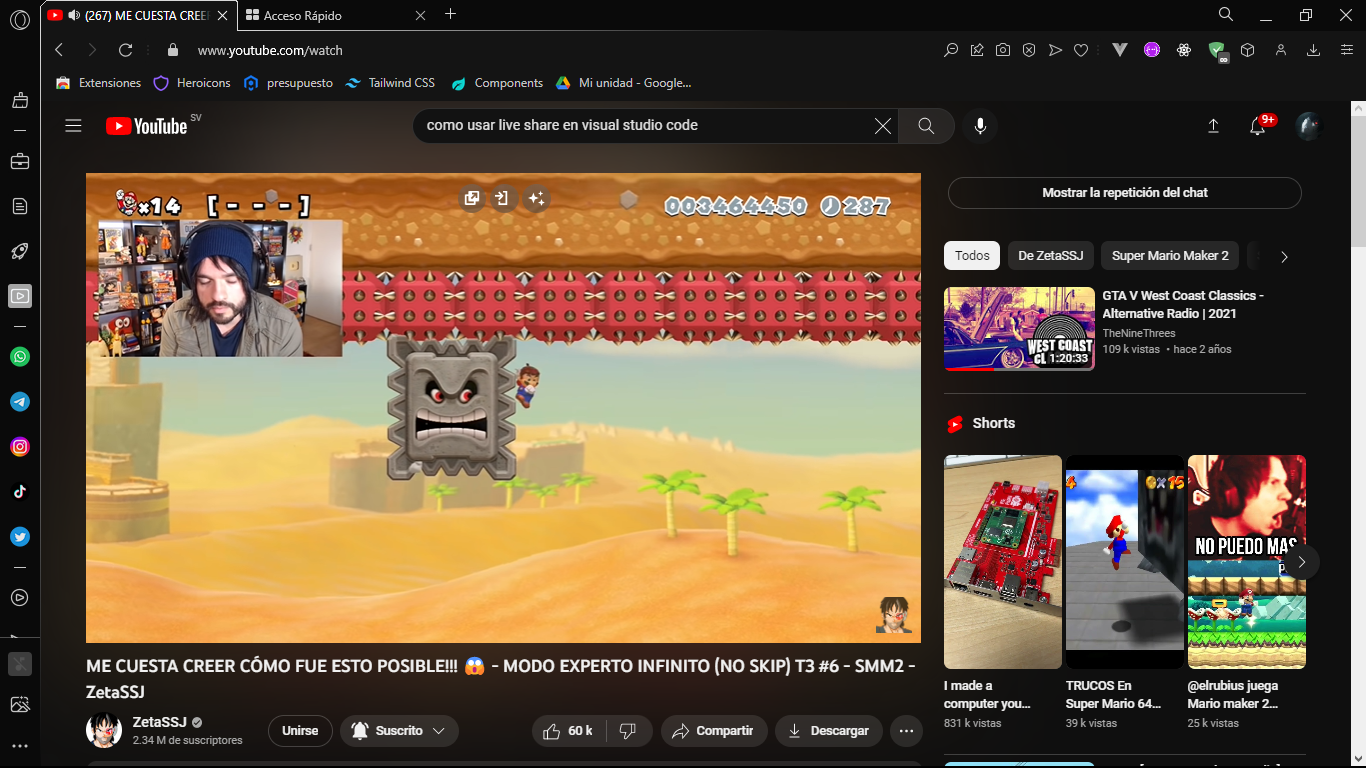 (267) ME CUESTA CREER
Acceso Rápido
www.youtube.com/watch
Extensiones
Heroicons
presupuesto
Tailwind CSS
Components
Mi unidad - Google...
YouTube SV
como usar live share en visual studio code
9+
×14 [ - - - ]
003464450 287
Mostrar la repetición del chat
Todos
De ZetaSSJ
Super Mario Maker 2
GTA V West Coast Classics -
Alternative Radio | 2021
TheNineThrees
109 k vistas • hace 2 años
WEST COAST
CL 1:20:33
Shorts
4 6×15
NO PUEDO MAS
I made a
computer you...
831 k vistas
TRUCOS En
Super Mario 64...
39 k vistas
@elrubius juega
Mario maker 2...
25 k vistas
ME CUESTA CREER CÓMO FUE ESTO POSIBLE!!! 😱 - MODO EXPERTO INFINITO (NO SKIP) T3 #6 - SMM2 -
ZetaSSJ
ZetaSSJ
2.34 M de suscriptores
Unirse
Suscrito
60 k
Compartir
Descargar